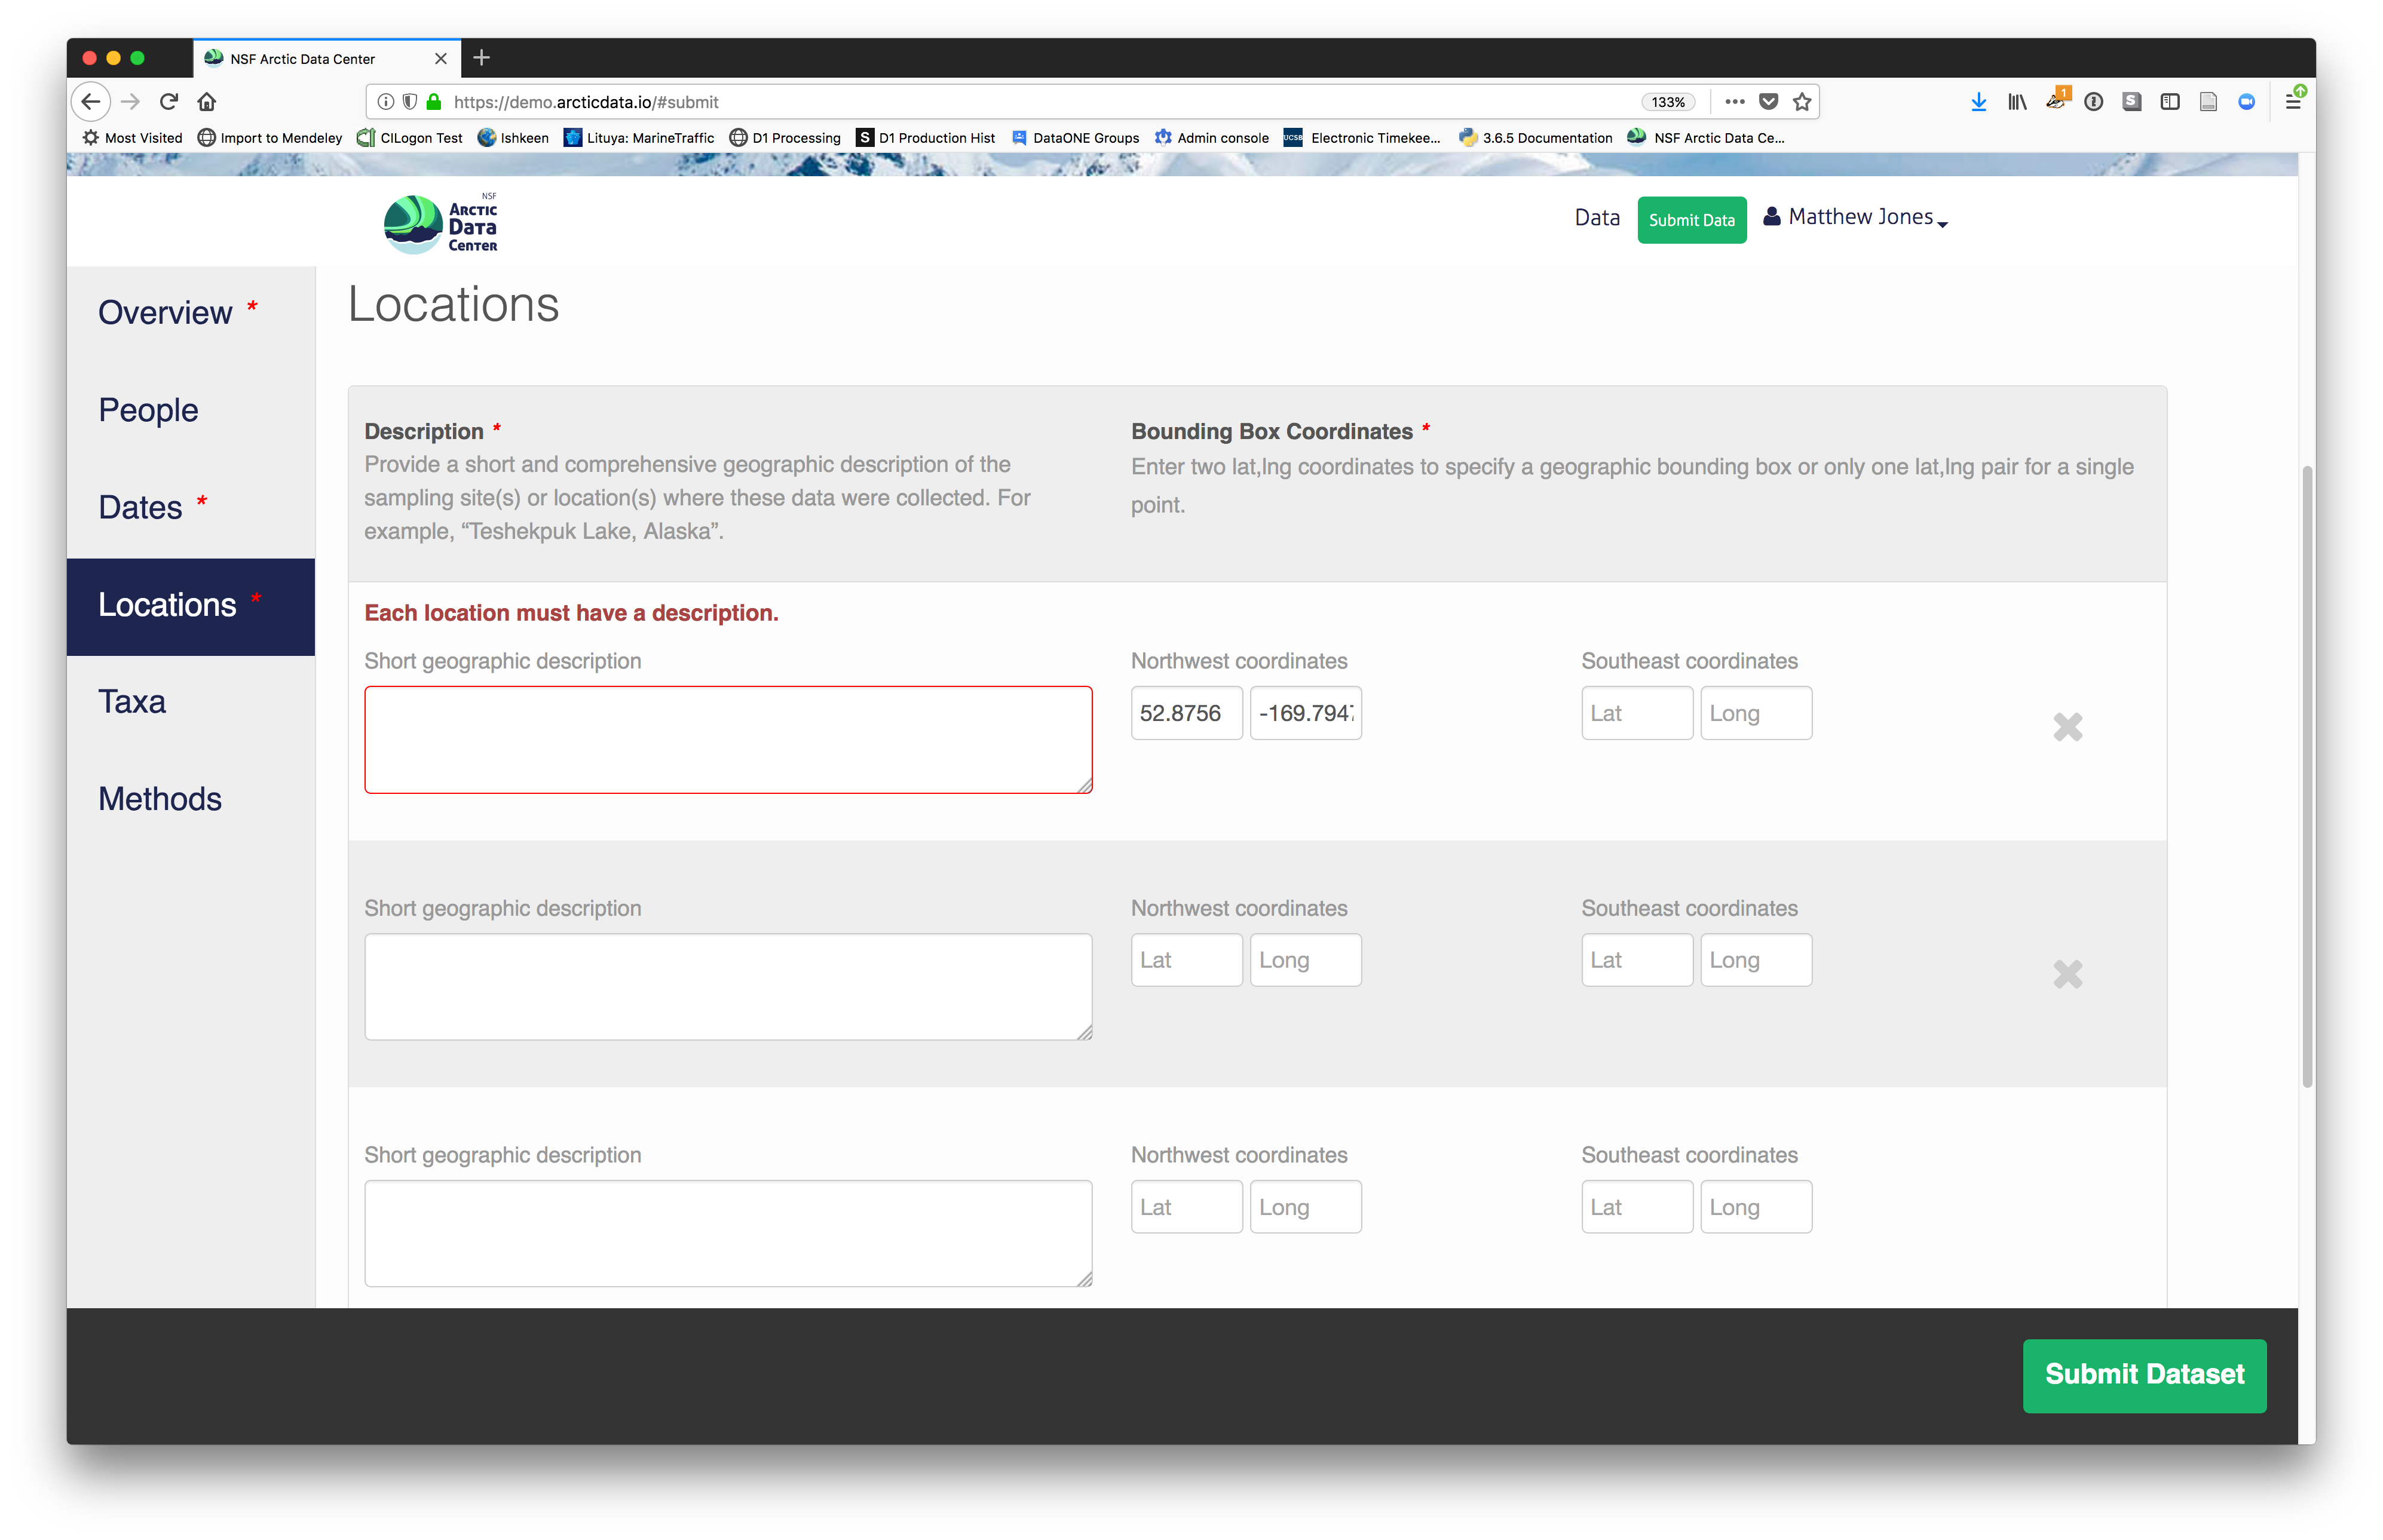 NSF Arctic Data Center
https://demo.arcticdata.io/#submit
133%
1
Most Visited
Import to Mendeley
CILogon Test
Ishkeen
Lituya: MarineTraffic
D1 Processing
S
D1 Production Hist
DataONE Groups
Admin console
UCSB
Electronic Timekee...
3.6.5 Documentation
NSF Arctic Data Ce...
NSF
Arctic
Data
Center
Data
Submit Data
Matthew Jones
Overview *
People
Dates *
Locations *
Taxa
Methods
Locations
Description *
Provide a short and comprehensive geographic description of the
sampling site(s) or location(s) where these data were collected. For
example, “Teshekpuk Lake, Alaska”.
Bounding Box Coordinates *
Enter two lat,lng coordinates to specify a geographic bounding box or only one lat,lng pair for a single
point.
Each location must have a description.
Short geographic description
Northwest coordinates
Southeast coordinates
52.8756
-169.7947
Lat
Long
Short geographic description
Northwest coordinates
Southeast coordinates
Lat
Long
Lat
Long
Short geographic description
Northwest coordinates
Southeast coordinates
Lat
Long
Lat
Long
Submit Dataset